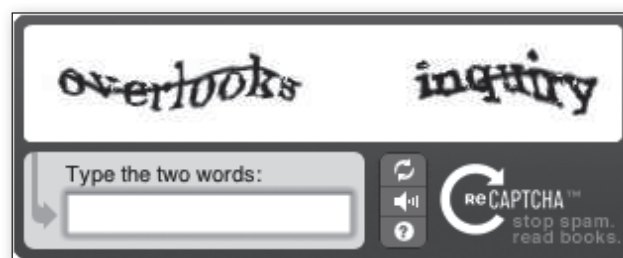 overlooks inquiry
Type the two words:
ReCAPTCHA™
stop spam.
read books.